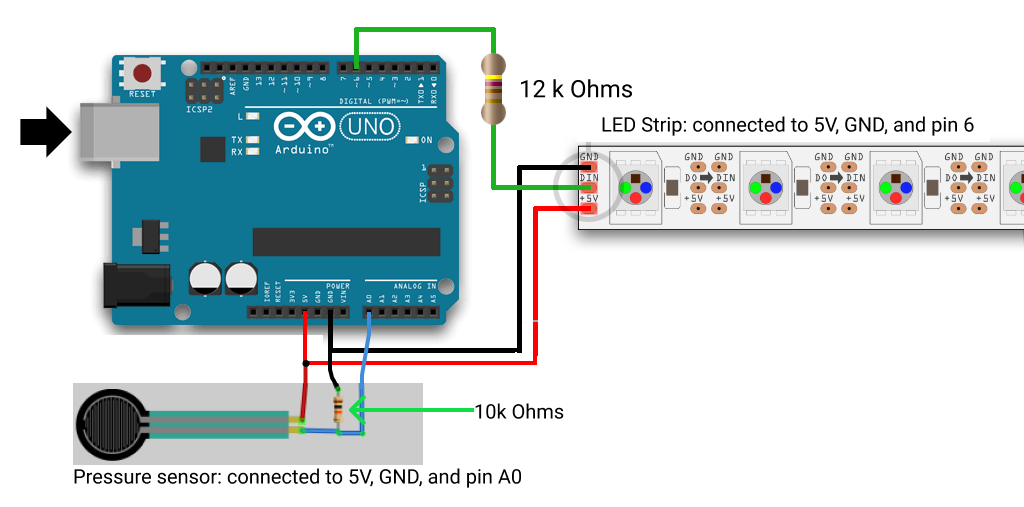 RESET
ICSP2
AREF
GND
13
12
~11
~10
~9
8
7
~6
~5
4
~3
2
TX0▶1
RX0◀0
DIGITAL (PWM=~)
L
TX
RX
UNO
ON
Arduino™
1
ICSP
12 k Ohms
LED Strip: connected to 5V, GND, and pin 6
GND
DIN
+5V
GND GND
DO DIN
+5V +5V
GND GND
DO DIN
+5V +5V
GND GND
DO DIN
+5V +5V
POWER
ANALOG IN
IOREF
RESET
3V3
5V
GND
GND
VIN
A0
A1
A2
A3
A4
A5
10k Ohms
Pressure sensor: connected to 5V, GND, and pin A0